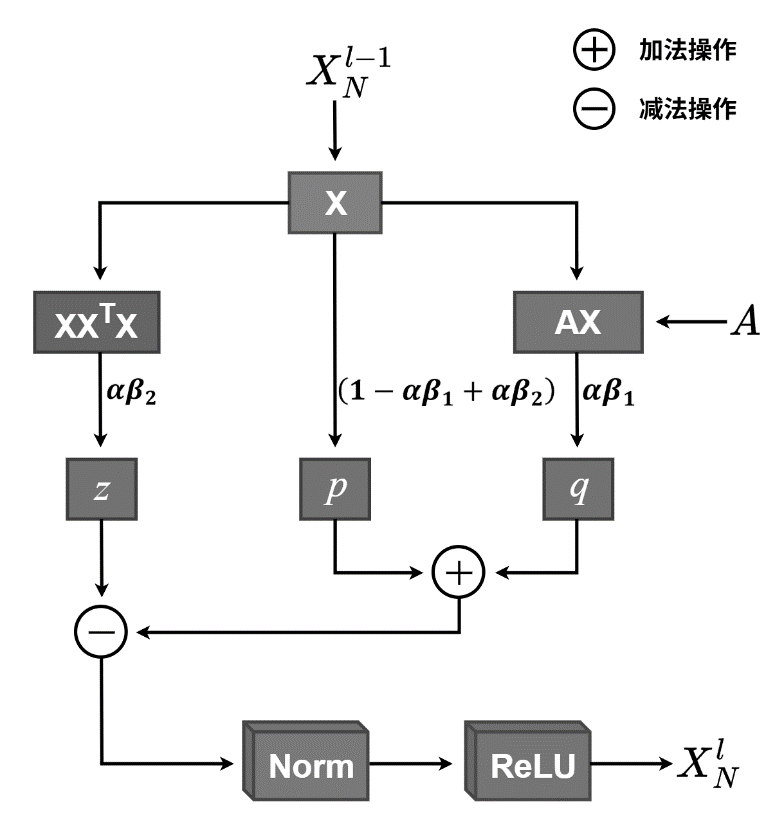 + 加法操作
− 减法操作
X_N^{l−1}
X
XX^TX
AX
A
αβ₂
(1 − αβ₁ + αβ₂)
αβ₁
z
p
q
+
−
Norm
ReLU
X_N^l